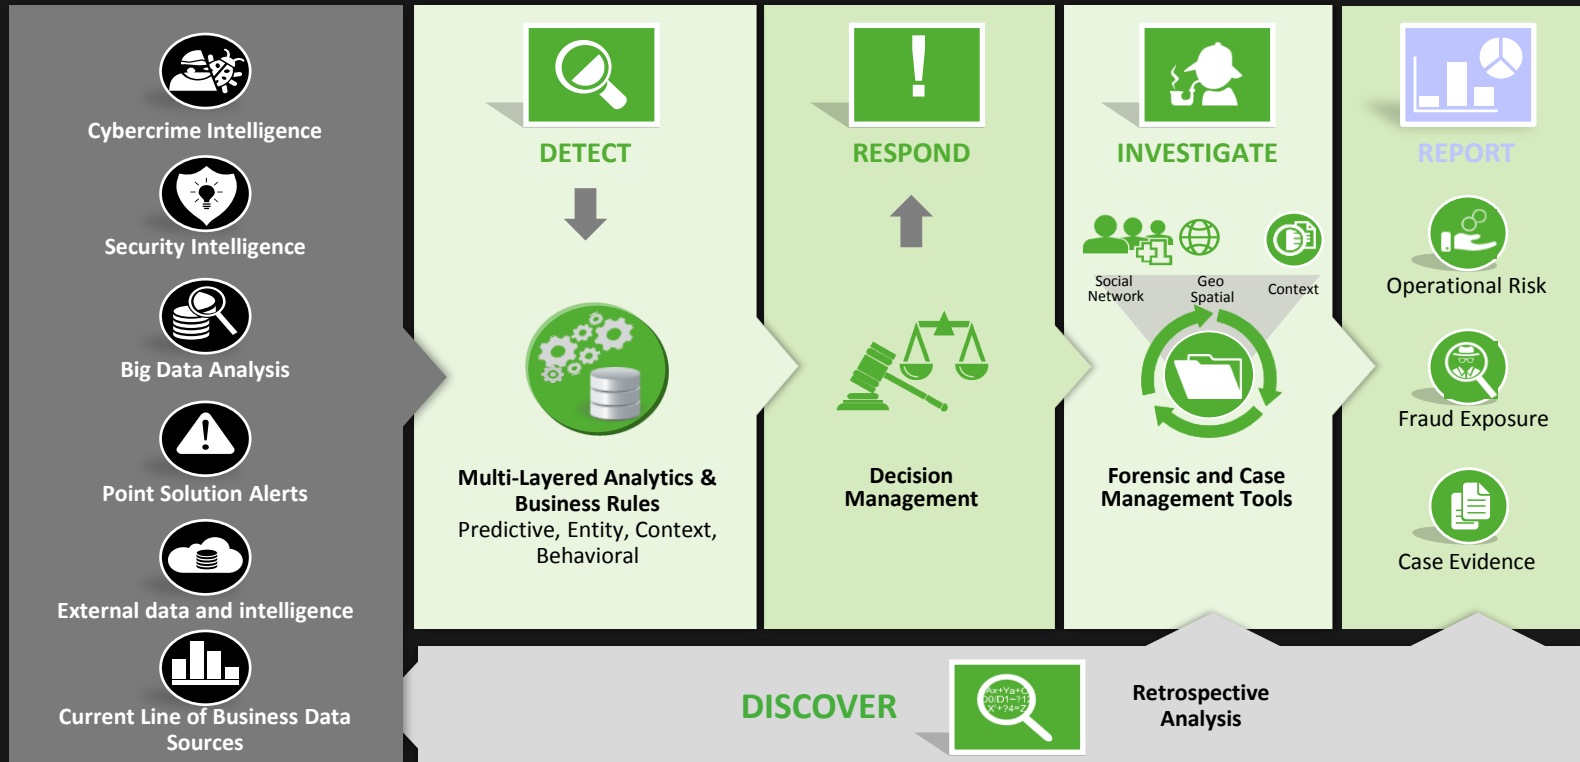 Cybercrime Intelligence
Security Intelligence
Big Data Analysis
Point Solution Alerts
External data and intelligence
Current Line of Business Data
Sources
DETECT
Multi-Layered Analytics &
Business Rules
Predictive, Entity, Context,
Behavioral
RESPOND
Decision
Management
INVESTIGATE
Social
Network
Geo
Spatial
Context
Forensic and Case
Management Tools
REPORT
Operational Risk
Fraud Exposure
Case Evidence
DISCOVER
Retrospective
Analysis